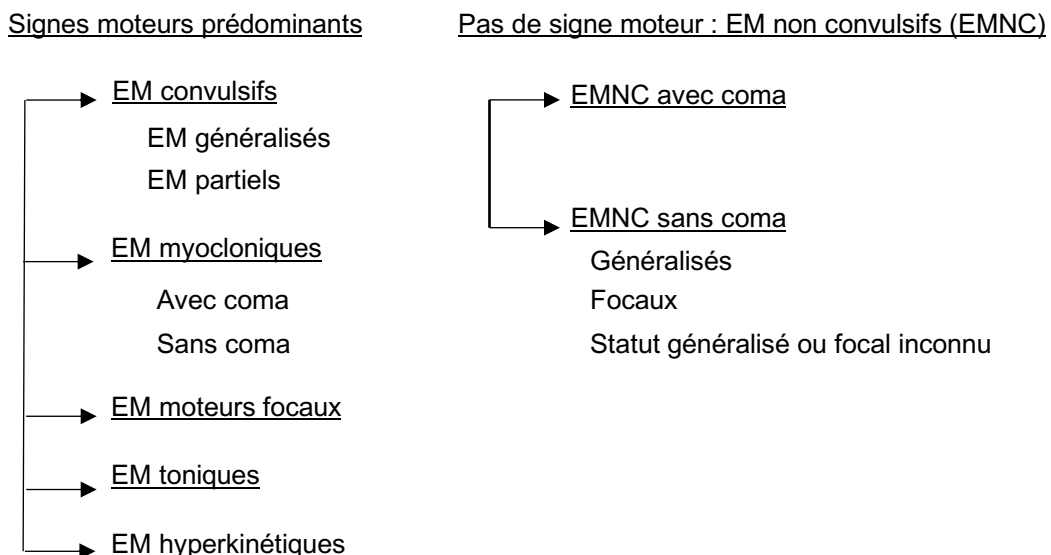 Signes moteurs prédominants
EM convulsifs
EM généralisés
EM partiels
EM myocloniques
Avec coma
Sans coma
EM moteurs focaux
EM toniques
EM hyperkinétiques
Pas de signe moteur : EM non convulsifs (EMNC)
EMNC avec coma
EMNC sans coma
Généralisés
Focaux
Statut généralisé ou focal inconnu